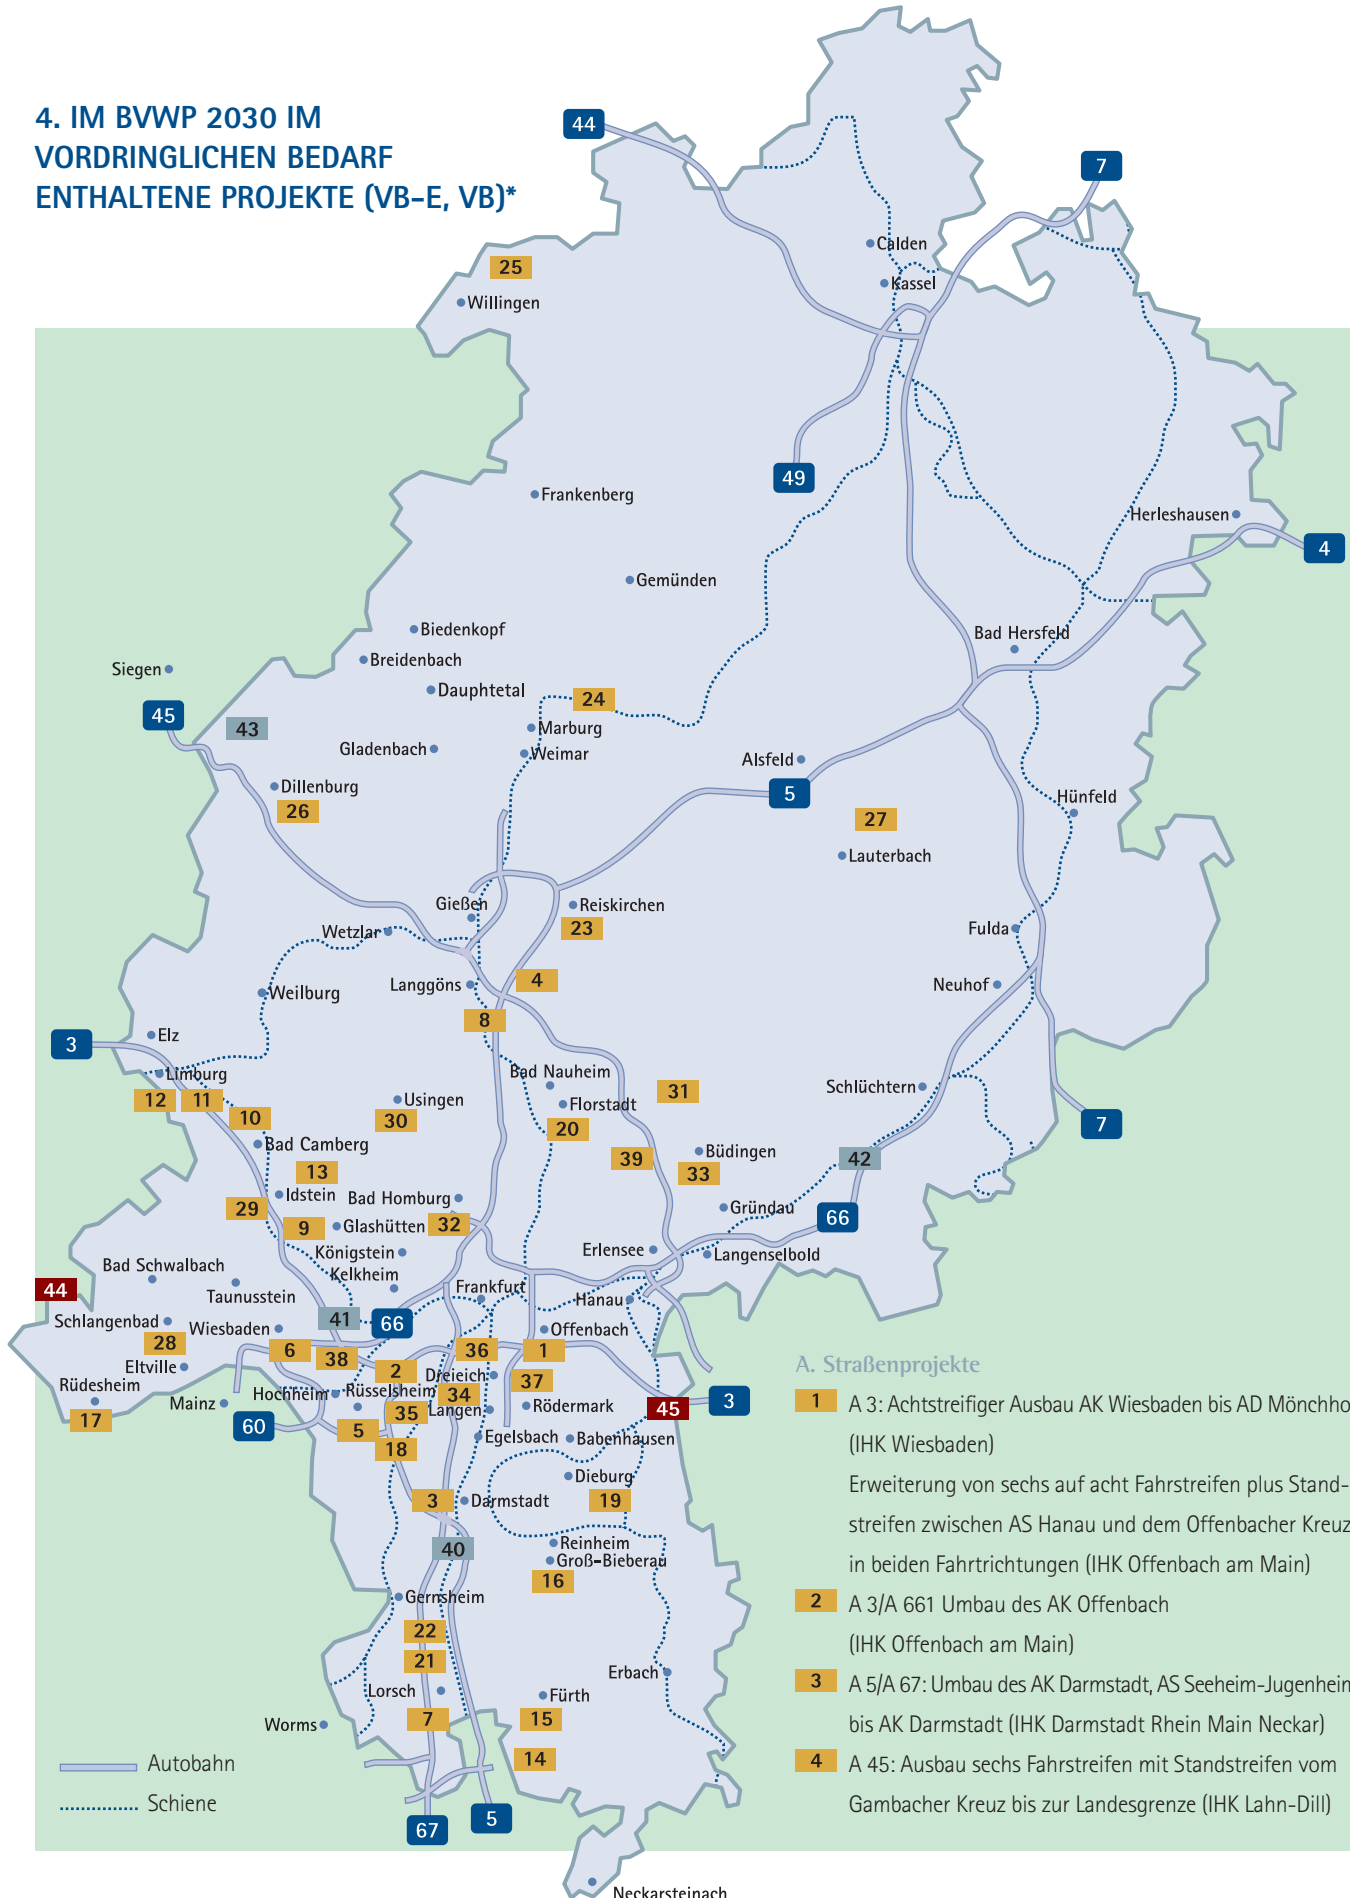 4. IM BVWP 2030 IM
VORDRINGLICHEN BEDARF
ENTHALTENE PROJEKTE (VB-E, VB)*
44
7
Calden
25
Kassel
Willingen
49
Frankenberg
Herleshausen
4
Gemünden
Biedenkopf
Bad Hersfeld
Breidenbach
Siegen
Dauphtetal
24
45
43
Marburg
Gladenbach
Weimar
Alsfeld
Dillenburg
5
Hünfeld
26
27
Lauterbach
Gießen
Reiskirchen
23
Wetzlar
Fulda
4
Langgöns
Neuhof
Weilburg
8
Elz
3
Limburg
Bad Nauheim
Schlüchtern
12
11
10
Usingen
30
Florstadt
20
31
7
Bad Camberg
13
39
Büdingen
33
42
Idstein
Bad Homburg
29
9
Glashütten
32
Gründau
66
Königstein
Erlensee
Langenselbold
Bad Schwalbach
Kelkheim
44
Taunusstein
Frankfurt
Hanau
Schlangenbad
41
66
Wiesbaden
Offenbach
28
6
38
36
1
Eltville
2
Dreieich
37
Rüdesheim
Hochheim
Rüsselsheim
34
17
Mainz
35
Langen
Rödermark
45
3
60
5
18
Egelsbach
Babenhausen
Dieburg
3
Darmstadt
19
40
Reinheim
Groß-Bieberau
16
Gernsheim
22
21
Erbach
Lorsch
Fürth
7
15
Worms
14
Autobahn
Schiene
67
5
Neckarsteinach
A. Straßenprojekte
1 A 3: Achtstreifiger Ausbau AK Wiesbaden bis AD Mönchho
(IHK Wiesbaden)
Erweiterung von sechs auf acht Fahrstreifen plus Stand-
streifen zwischen AS Hanau und dem Offenbacher Kreuz
in beiden Fahrtrichtungen (IHK Offenbach am Main)
2 A 3/A 661 Umbau des AK Offenbach
(IHK Offenbach am Main)
3 A 5/A 67: Umbau des AK Darmstadt, AS Seeheim-Jugenheim
bis AK Darmstadt (IHK Darmstadt Rhein Main Neckar)
4 A 45: Ausbau sechs Fahrstreifen mit Standstreifen vom
Gambacher Kreuz bis zur Landesgrenze (IHK Lahn-Dill)